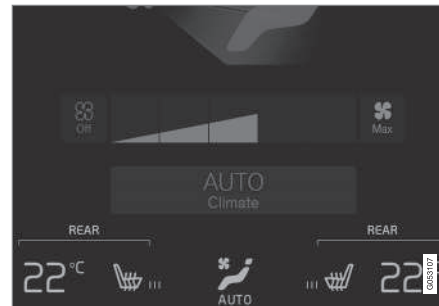 Off
Max
AUTO
Climate
REAR
REAR
22°C
22
AUTO
G053107